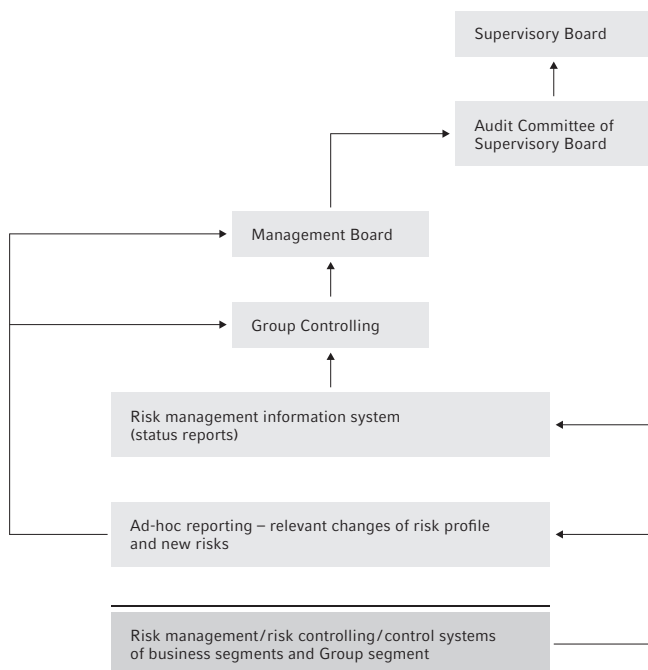 Supervisory Board
Audit Committee of
Supervisory Board
Management Board
Group Controlling
Risk management information system
(status reports)
Ad-hoc reporting – relevant changes of risk profile
and new risks
Risk management/risk controlling/control systems
of business segments and Group segment